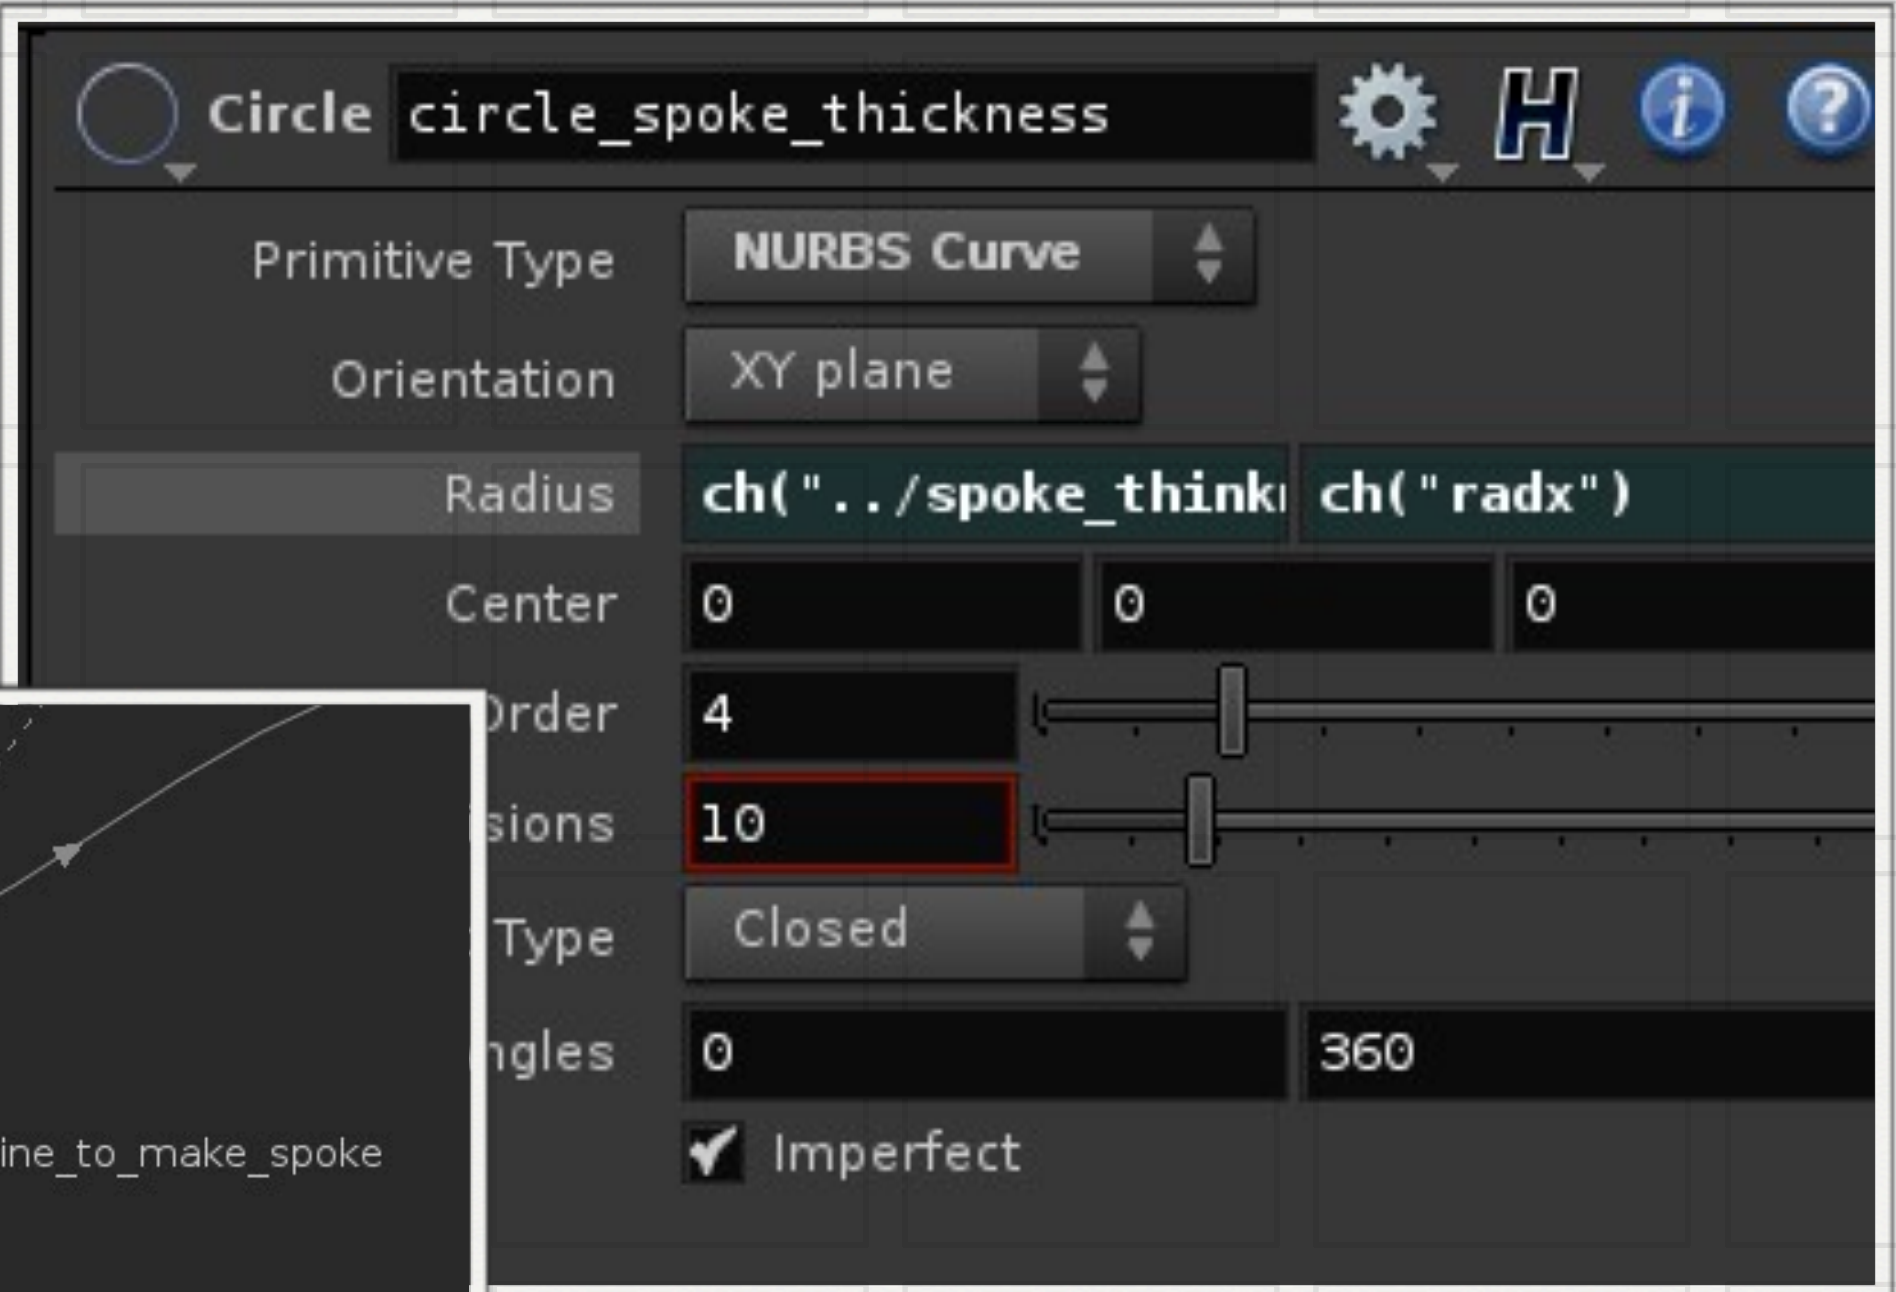 Circle circle_spoke_thickness
Primitive Type NURBS Curve
Orientation XY plane
Radius ch("../spoke_think ch("radx")
Center 0 0 0
Order 4
sions 10
Type Closed
ngles 0 360
Imperfect
ine_to_make_spoke